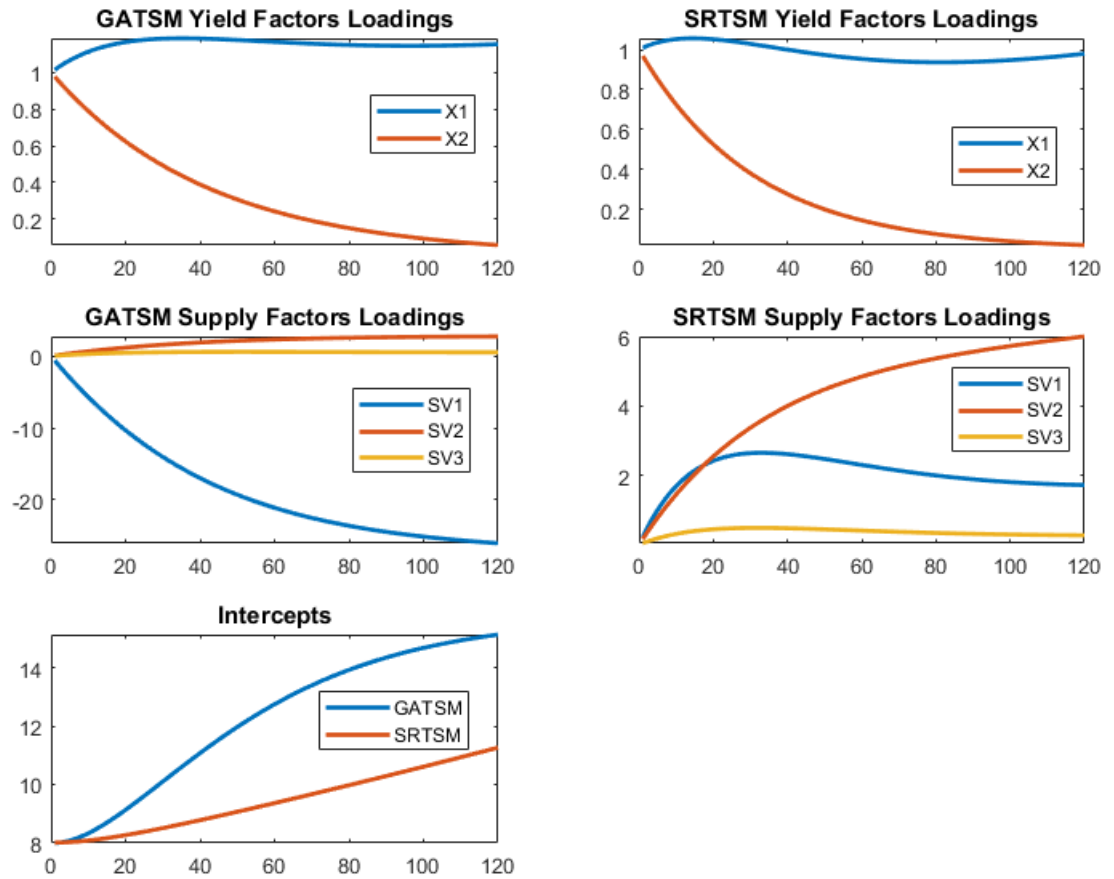 GATSM Yield Factors Loadings
1
0.8
0.6
0.4
0.2
X1
X2
0 20 40 60 80 100 120
SRTSM Yield Factors Loadings
1
0.8
0.6
0.4
0.2
X1
X2
0 20 40 60 80 100 120
GATSM Supply Factors Loadings
0
-10
-20
SV1
SV2
SV3
0 20 40 60 80 100 120
SRTSM Supply Factors Loadings
6
4
2
SV1
SV2
SV3
0 20 40 60 80 100 120
Intercepts
14
12
10
8
GATSM
SRTSM
0 20 40 60 80 100 120